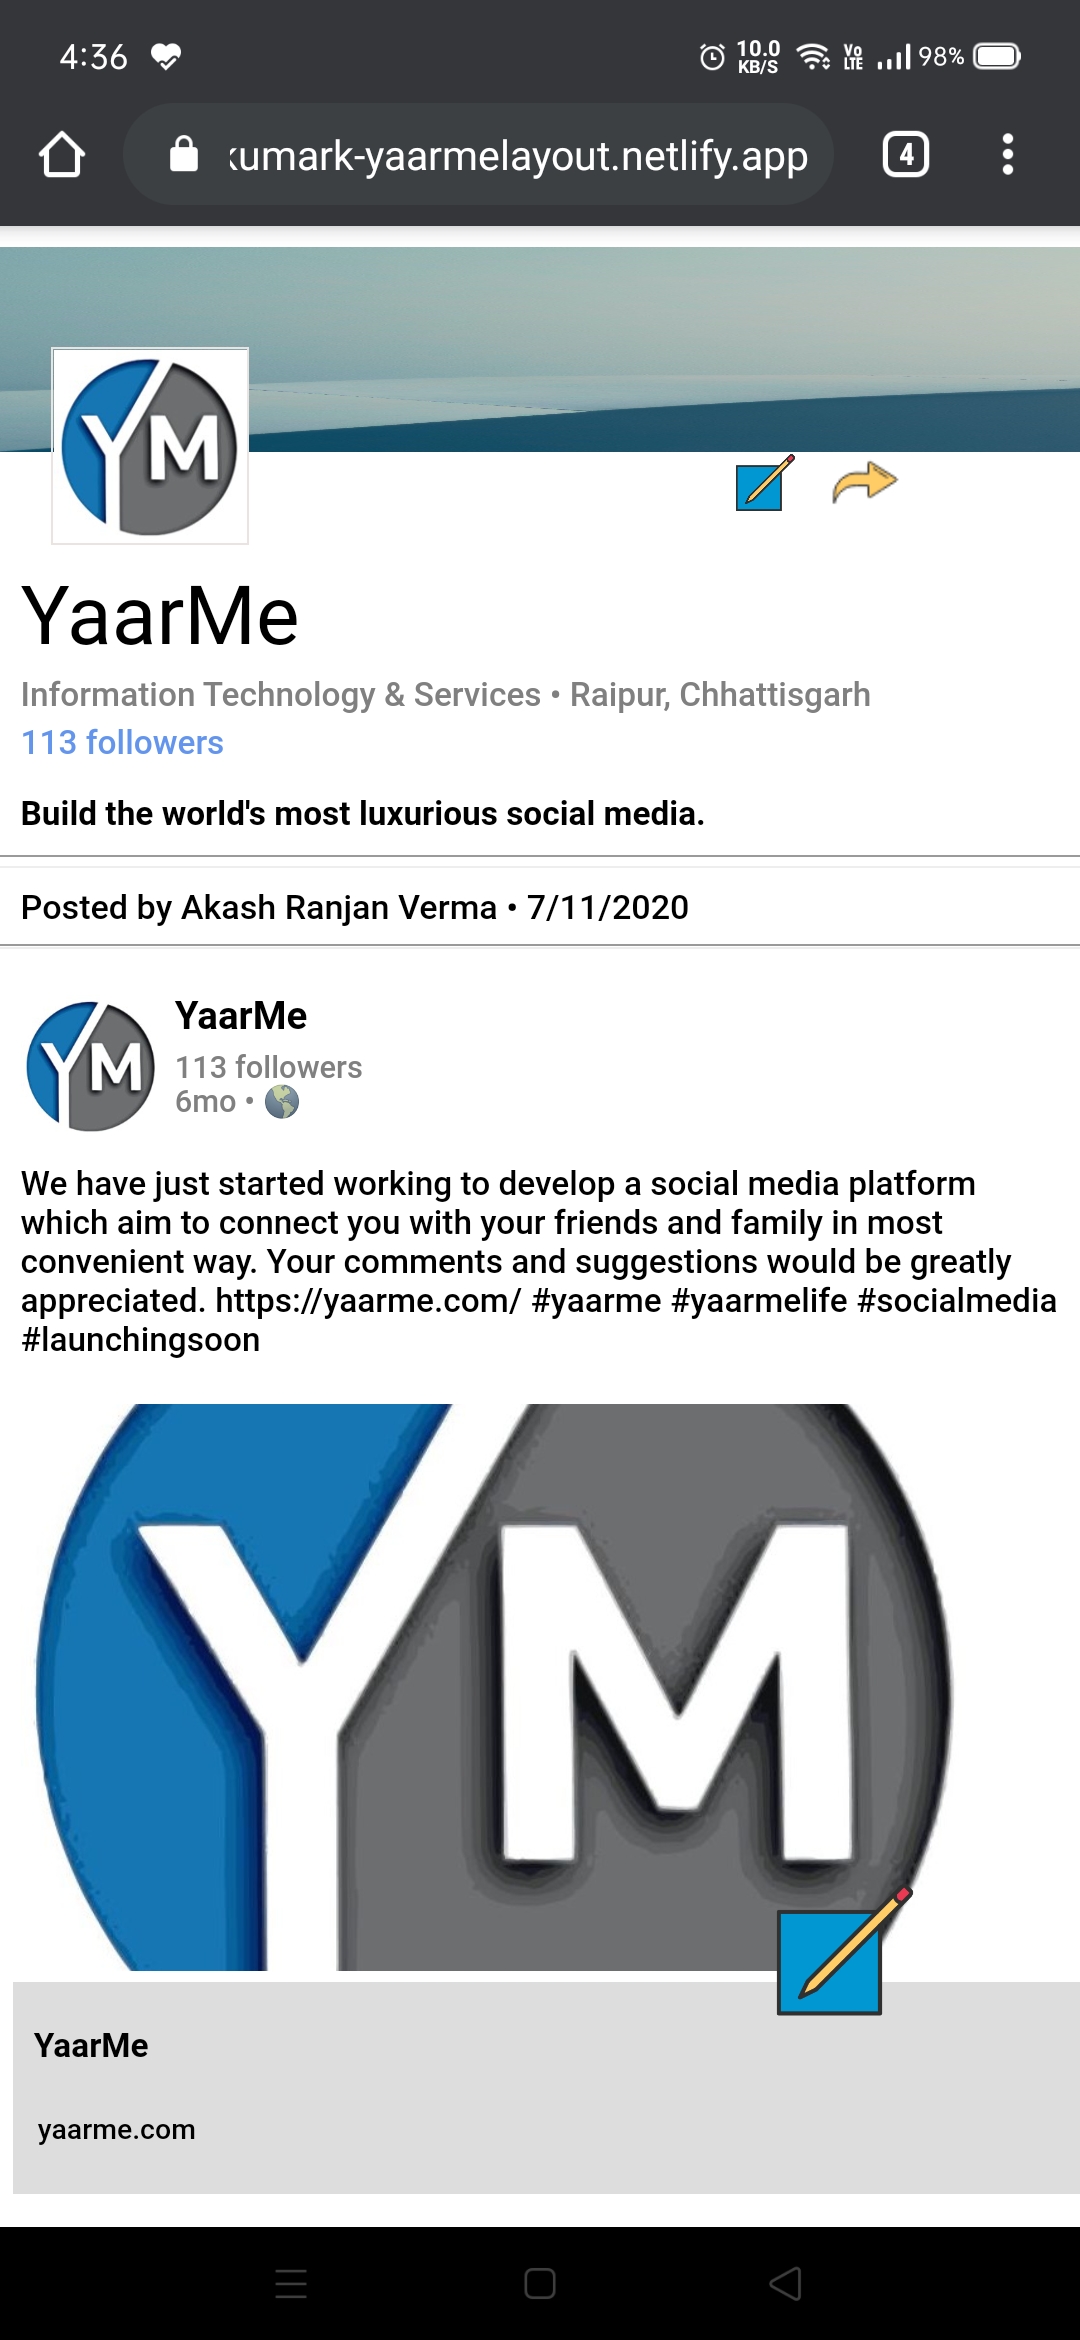 4:36
10.0
KB/S
Vo
LTE
98%
kumark-yaarmelayout.netlify.app
4
YM
YaarMe
Information Technology & Services • Raipur, Chhattisgarh
113 followers
Build the world's most luxurious social media.
Posted by Akash Ranjan Verma • 7/11/2020
YM
YaarMe
113 followers
6mo •
We have just started working to develop a social media platform
which aim to connect you with your friends and family in most
convenient way. Your comments and suggestions would be greatly
appreciated. https://yaarme.com/ #yaarme #yaarmelife #socialmedia
#launchingsoon
YM
YaarMe
yaarme.com